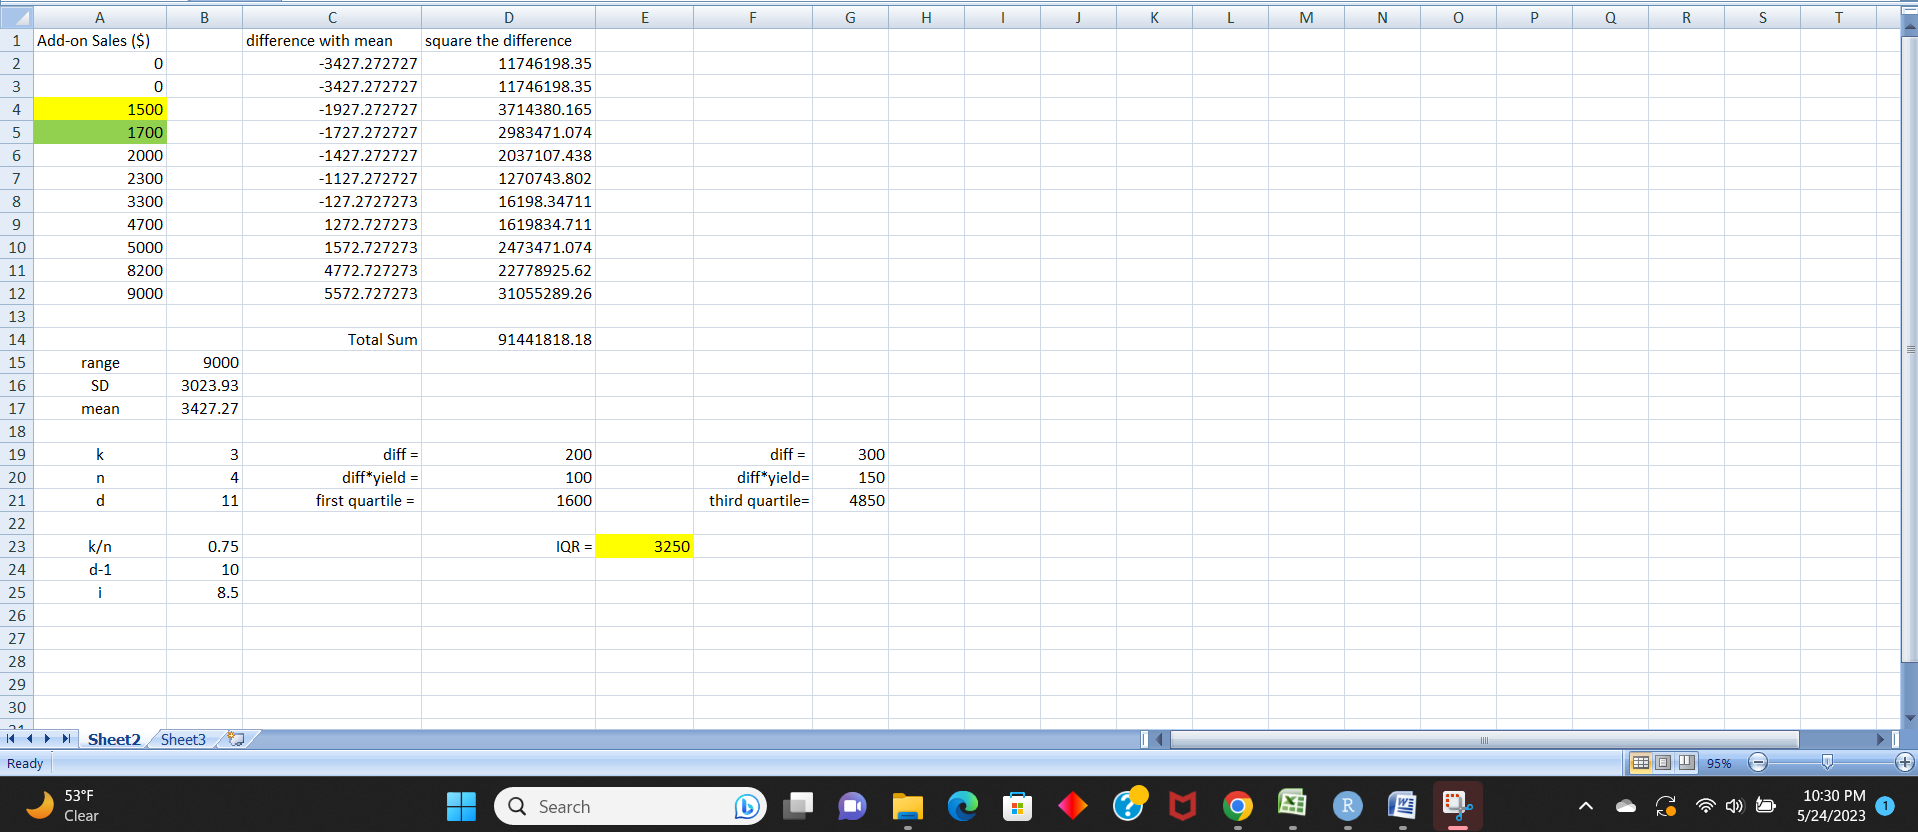 A B C D E F G H I J K L M N O P Q R S T
1 Add-on Sales ($) difference with mean square the difference
2 0 -3427.272727 11746198.35
3 0 -3427.272727 11746198.35
4 1500 -1927.272727 3714380.165
5 1700 -1727.272727 2983471.074
6 2000 -1427.272727 2037107.438
7 2300 -1127.272727 1270743.802
8 3300 -127.2727273 16198.34711
9 4700 1272.727273 1619834.711
10 5000 1572.727273 2473471.074
11 8200 4772.727273 22778925.62
12 9000 5572.727273 31055289.26
13
14 Total Sum 91441818.18
15 range 9000
16 SD 3023.93
17 mean 3427.27
18
19 k 3 diff = 200 diff = 300
20 n 4 diff*yield = 100 diff*yield= 150
21 d 11 first quartile = 1600 third quartile= 4850
22
23 k/n 0.75 IQR = 3250
24 d-1 10
25 i 8.5
26
27
28
29
30
Sheet2 Sheet3
Ready 95%
53°F
Clear
Search
R
W
10:30 PM
5/24/2023
1